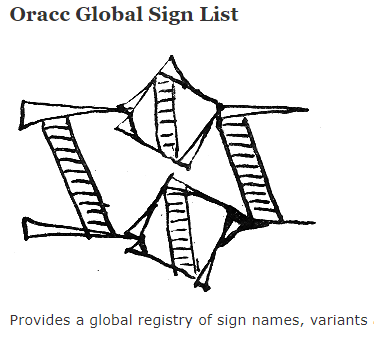 Oracc Global Sign List
Provides a global registry of sign names, variants